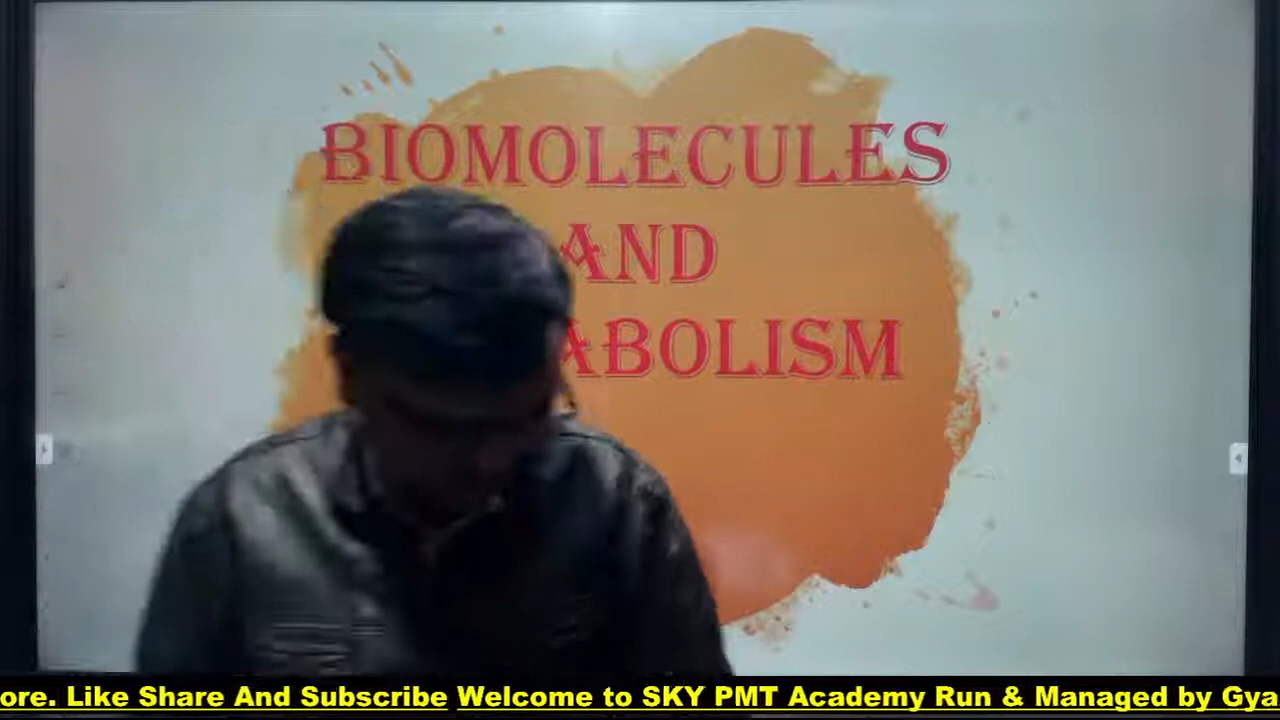 BIOMOLECULES
AND
ABOLISM
ore. Like Share And Subscribe Welcome to SKY PMT Academy Run & Managed by Gya